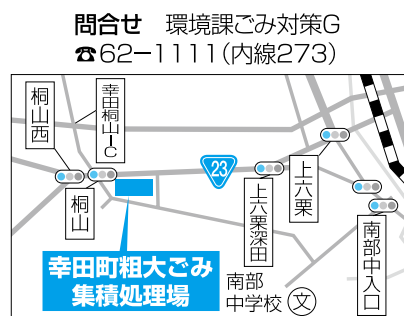 問合せ 環境課ごみ対策G
☎62-1111(内線273)
桐山西
幸田桐山IC
桐山
23
上六栗深田
上六栗
南部中入口
幸田町粗大ごみ
集積処理場
南部
中学校
文